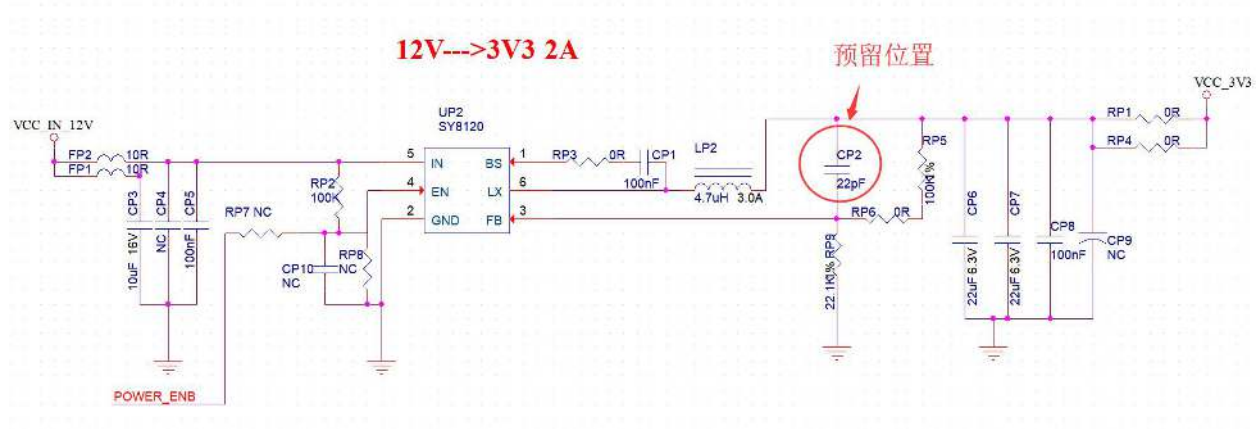 12V--->3V3 2A
预留位置
VCC_3V3
VCC_IN_12V
UP2
SY8120
RP1 0R
RP4 0R
FP2 10R
FP1 10R
5 IN
4 EN
2 GND
BS 1
LX 6
FB 3
RP3 0R
CP1
100nF
LP2
4.7uH 3.0A
CP2
22pF
RP5
100K1%
RP6 0R
RP9
22.1K1%
CP3
10uF 16V
CP4
NC
CP5
100nF
RP2
100K
RP7 NC
RP8
NC
CP10
NC
CP6
22uF 6.3V
CP7
22uF 6.3V
CP8
100nF
CP9
NC
POWER_ENB